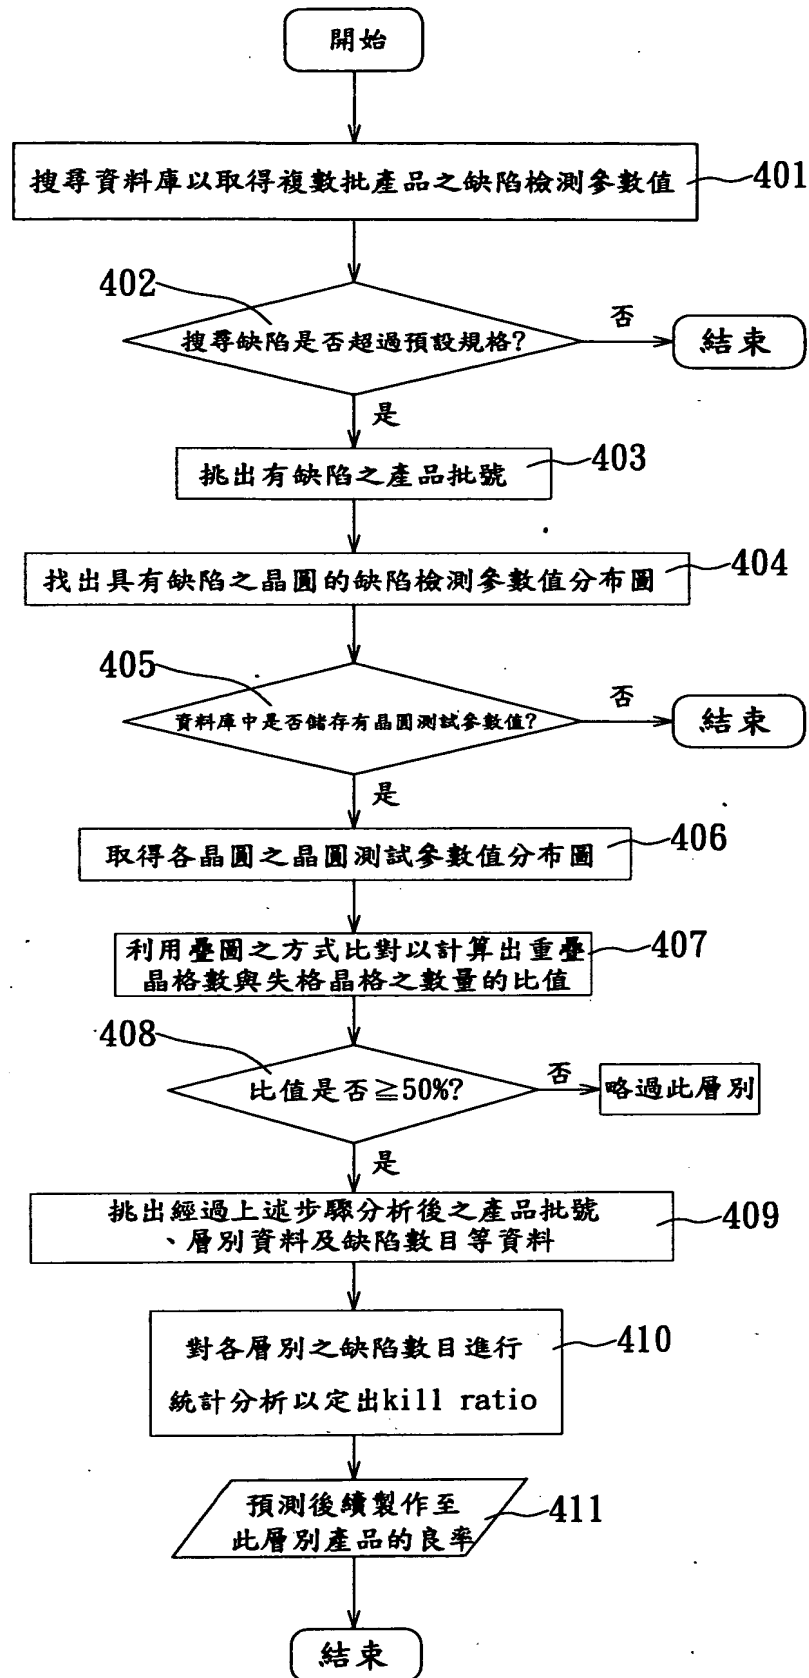 開始
搜尋資料庫以取得複數批產品之缺陷檢測參數值
401
402
搜尋缺陷是否超過預設規格?
否
結束
是
挑出有缺陷之產品批號
403
找出具有缺陷之晶圓的缺陷檢測參數值分布圖
404
405
資料庫中是否儲存有晶圓測試參數值?
否
結束
是
取得各晶圓之晶圓測試參數值分布圖
406
利用疊圖之方式比對以計算出重疊
晶格數與失格晶格之數量的比值
407
408
比值是否≧50%?
否
略過此層別
是
挑出經過上述步驟分析後之產品批號
、層別資料及缺陷數目等資料
409
對各層別之缺陷數目進行
統計分析以定出kill ratio
410
預測後續製作至
此層別產品的良率
411
結束